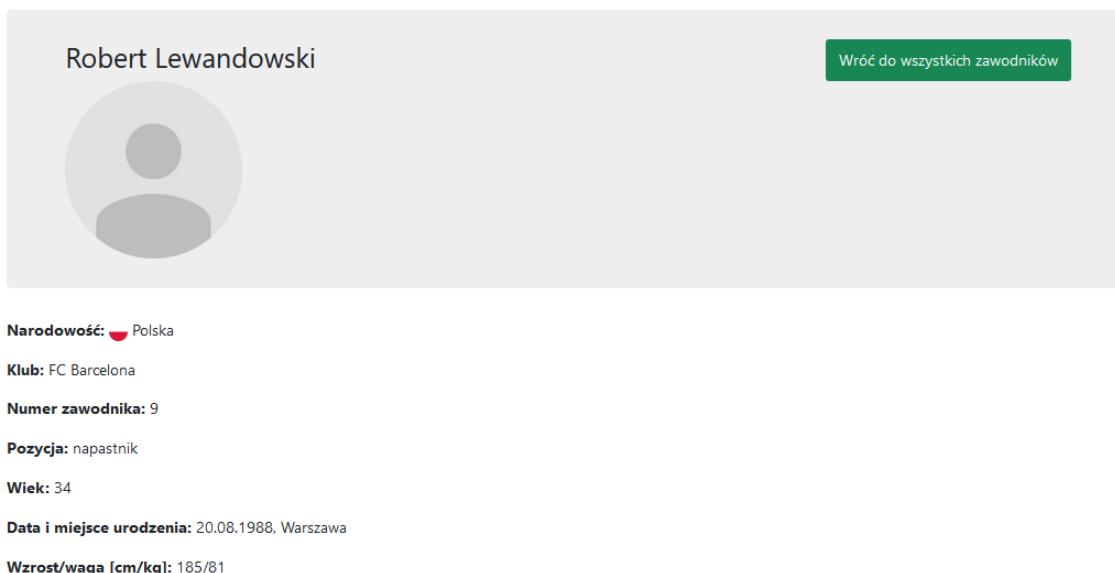 Robert Lewandowski
Wróć do wszystkich zawodników
Narodowość: Polska
Klub: FC Barcelona
Numer zawodnika: 9
Pozycja: napastnik
Wiek: 34
Data i miejsce urodzenia: 20.08.1988, Warszawa
Wzrost/waga [cm/kg]: 185/81